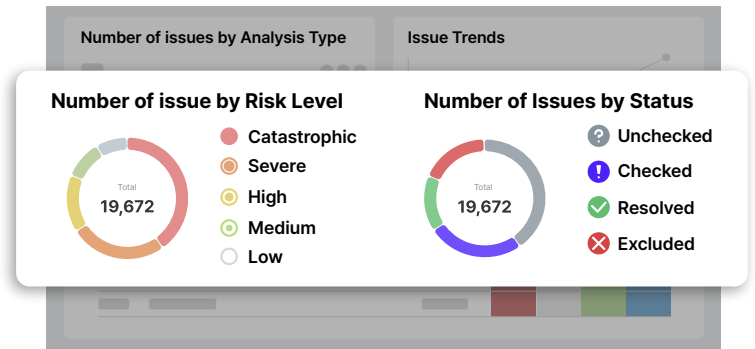 Number of issues by Analysis Type
Issue Trends
Number of issue by Risk Level
Total
19,672
Catastrophic
Severe
High
Medium
Low
Number of Issues by Status
Total
19,672
Unchecked
Checked
Resolved
Excluded